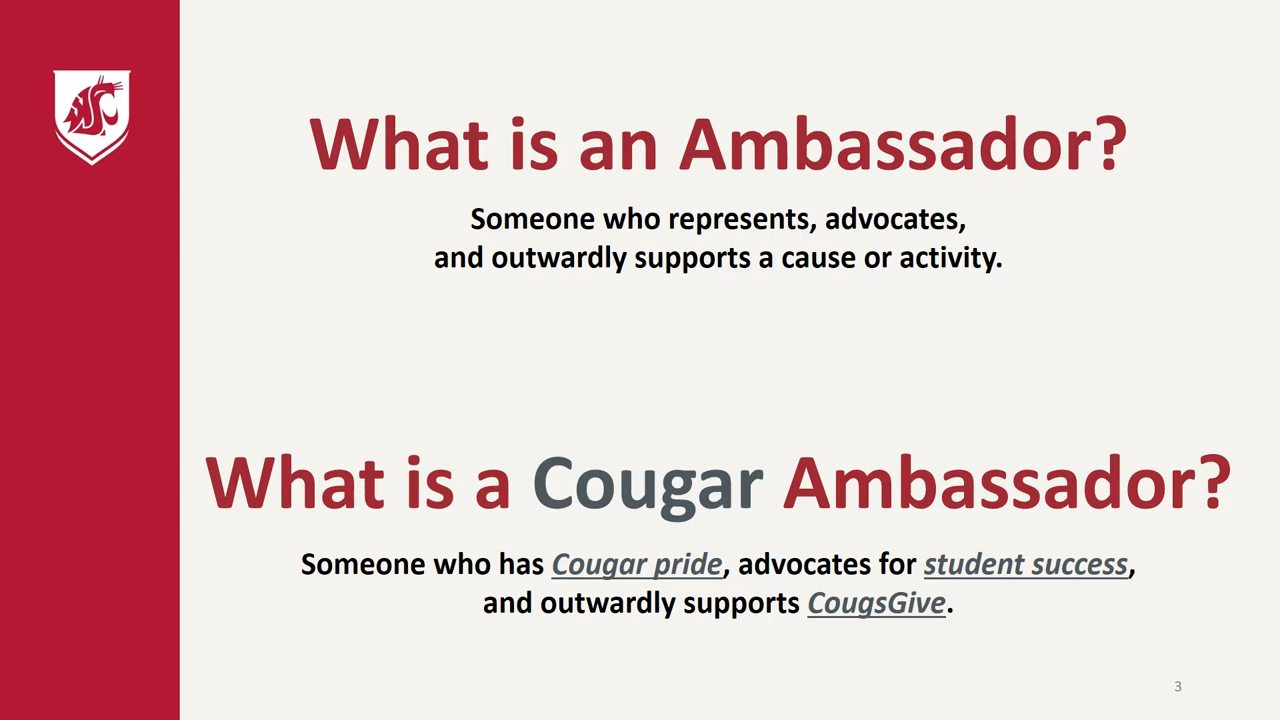 What is an Ambassador?
Someone who represents, advocates,
and outwardly supports a cause or activity.
What is a Cougar Ambassador?
Someone who has Cougar pride, advocates for student success,
and outwardly supports CougsGive.
3